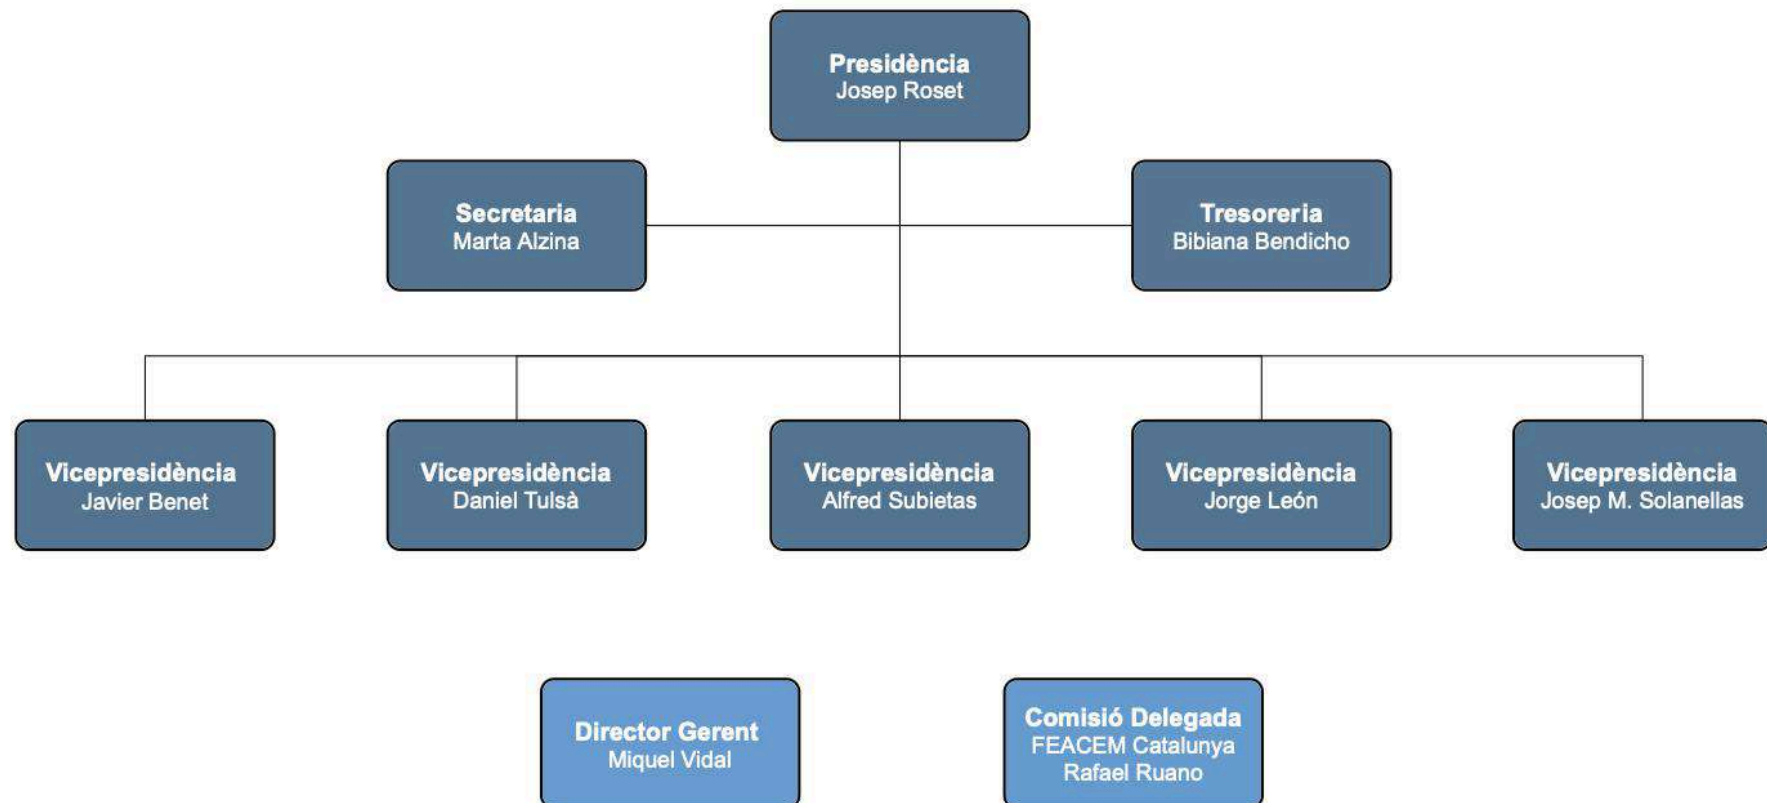 Presidència
Josep Roset
Secretaria
Marta Alzina
Tresoreria
Bibiana Bendicho
Vicepresidència
Javier Benet
Vicepresidència
Daniel Tulsà
Vicepresidència
Alfred Subietas
Vicepresidència
Jorge León
Vicepresidència
Josep M. Solanellas
Director Gerent
Miquel Vidal
Comisió Delegada
FEACEM Catalunya
Rafael Ruano